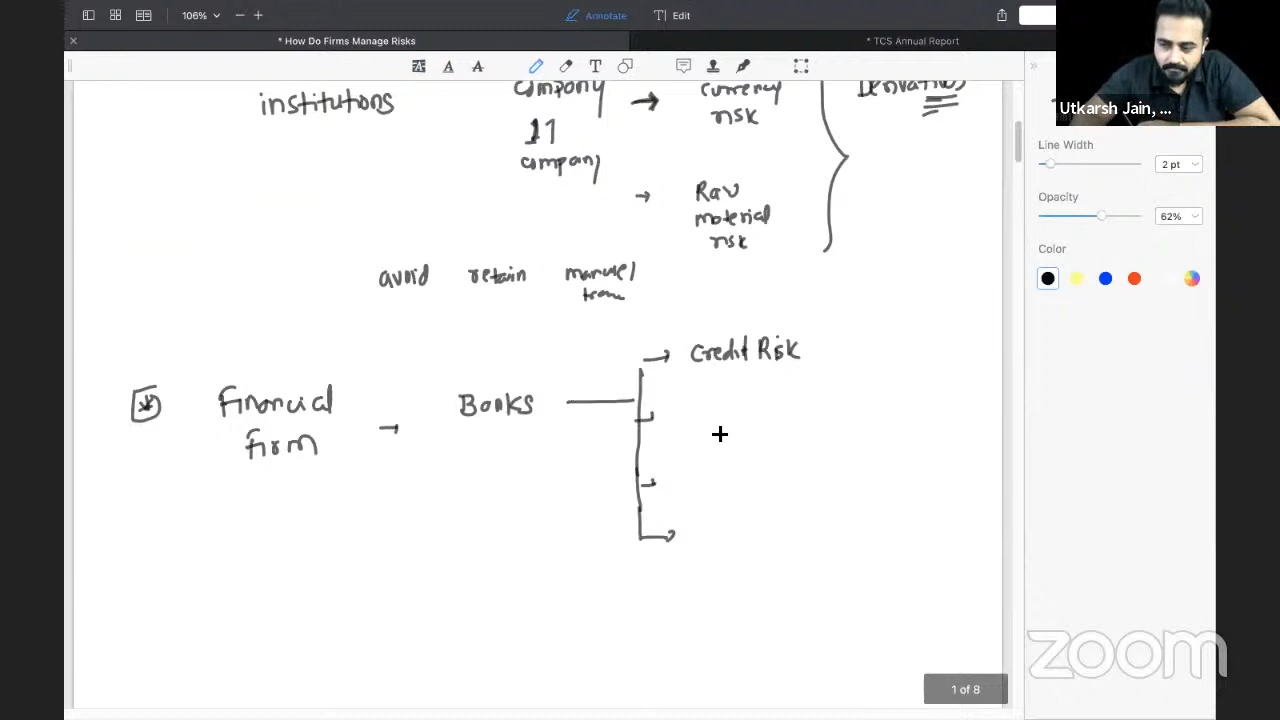 106%
Annotate
Edit
* How Do Firms Manage Risks
* TCS Annual Report
A
A
T
Utkarsh Jain, ...
institutions
company
company
currency
risk
Derivatives
Raw
material
risk
avoid retain
Credit Risk
Financial
firm
Books
Line Width
2 pt
Opacity
62%
Color
1 of 8
zoom